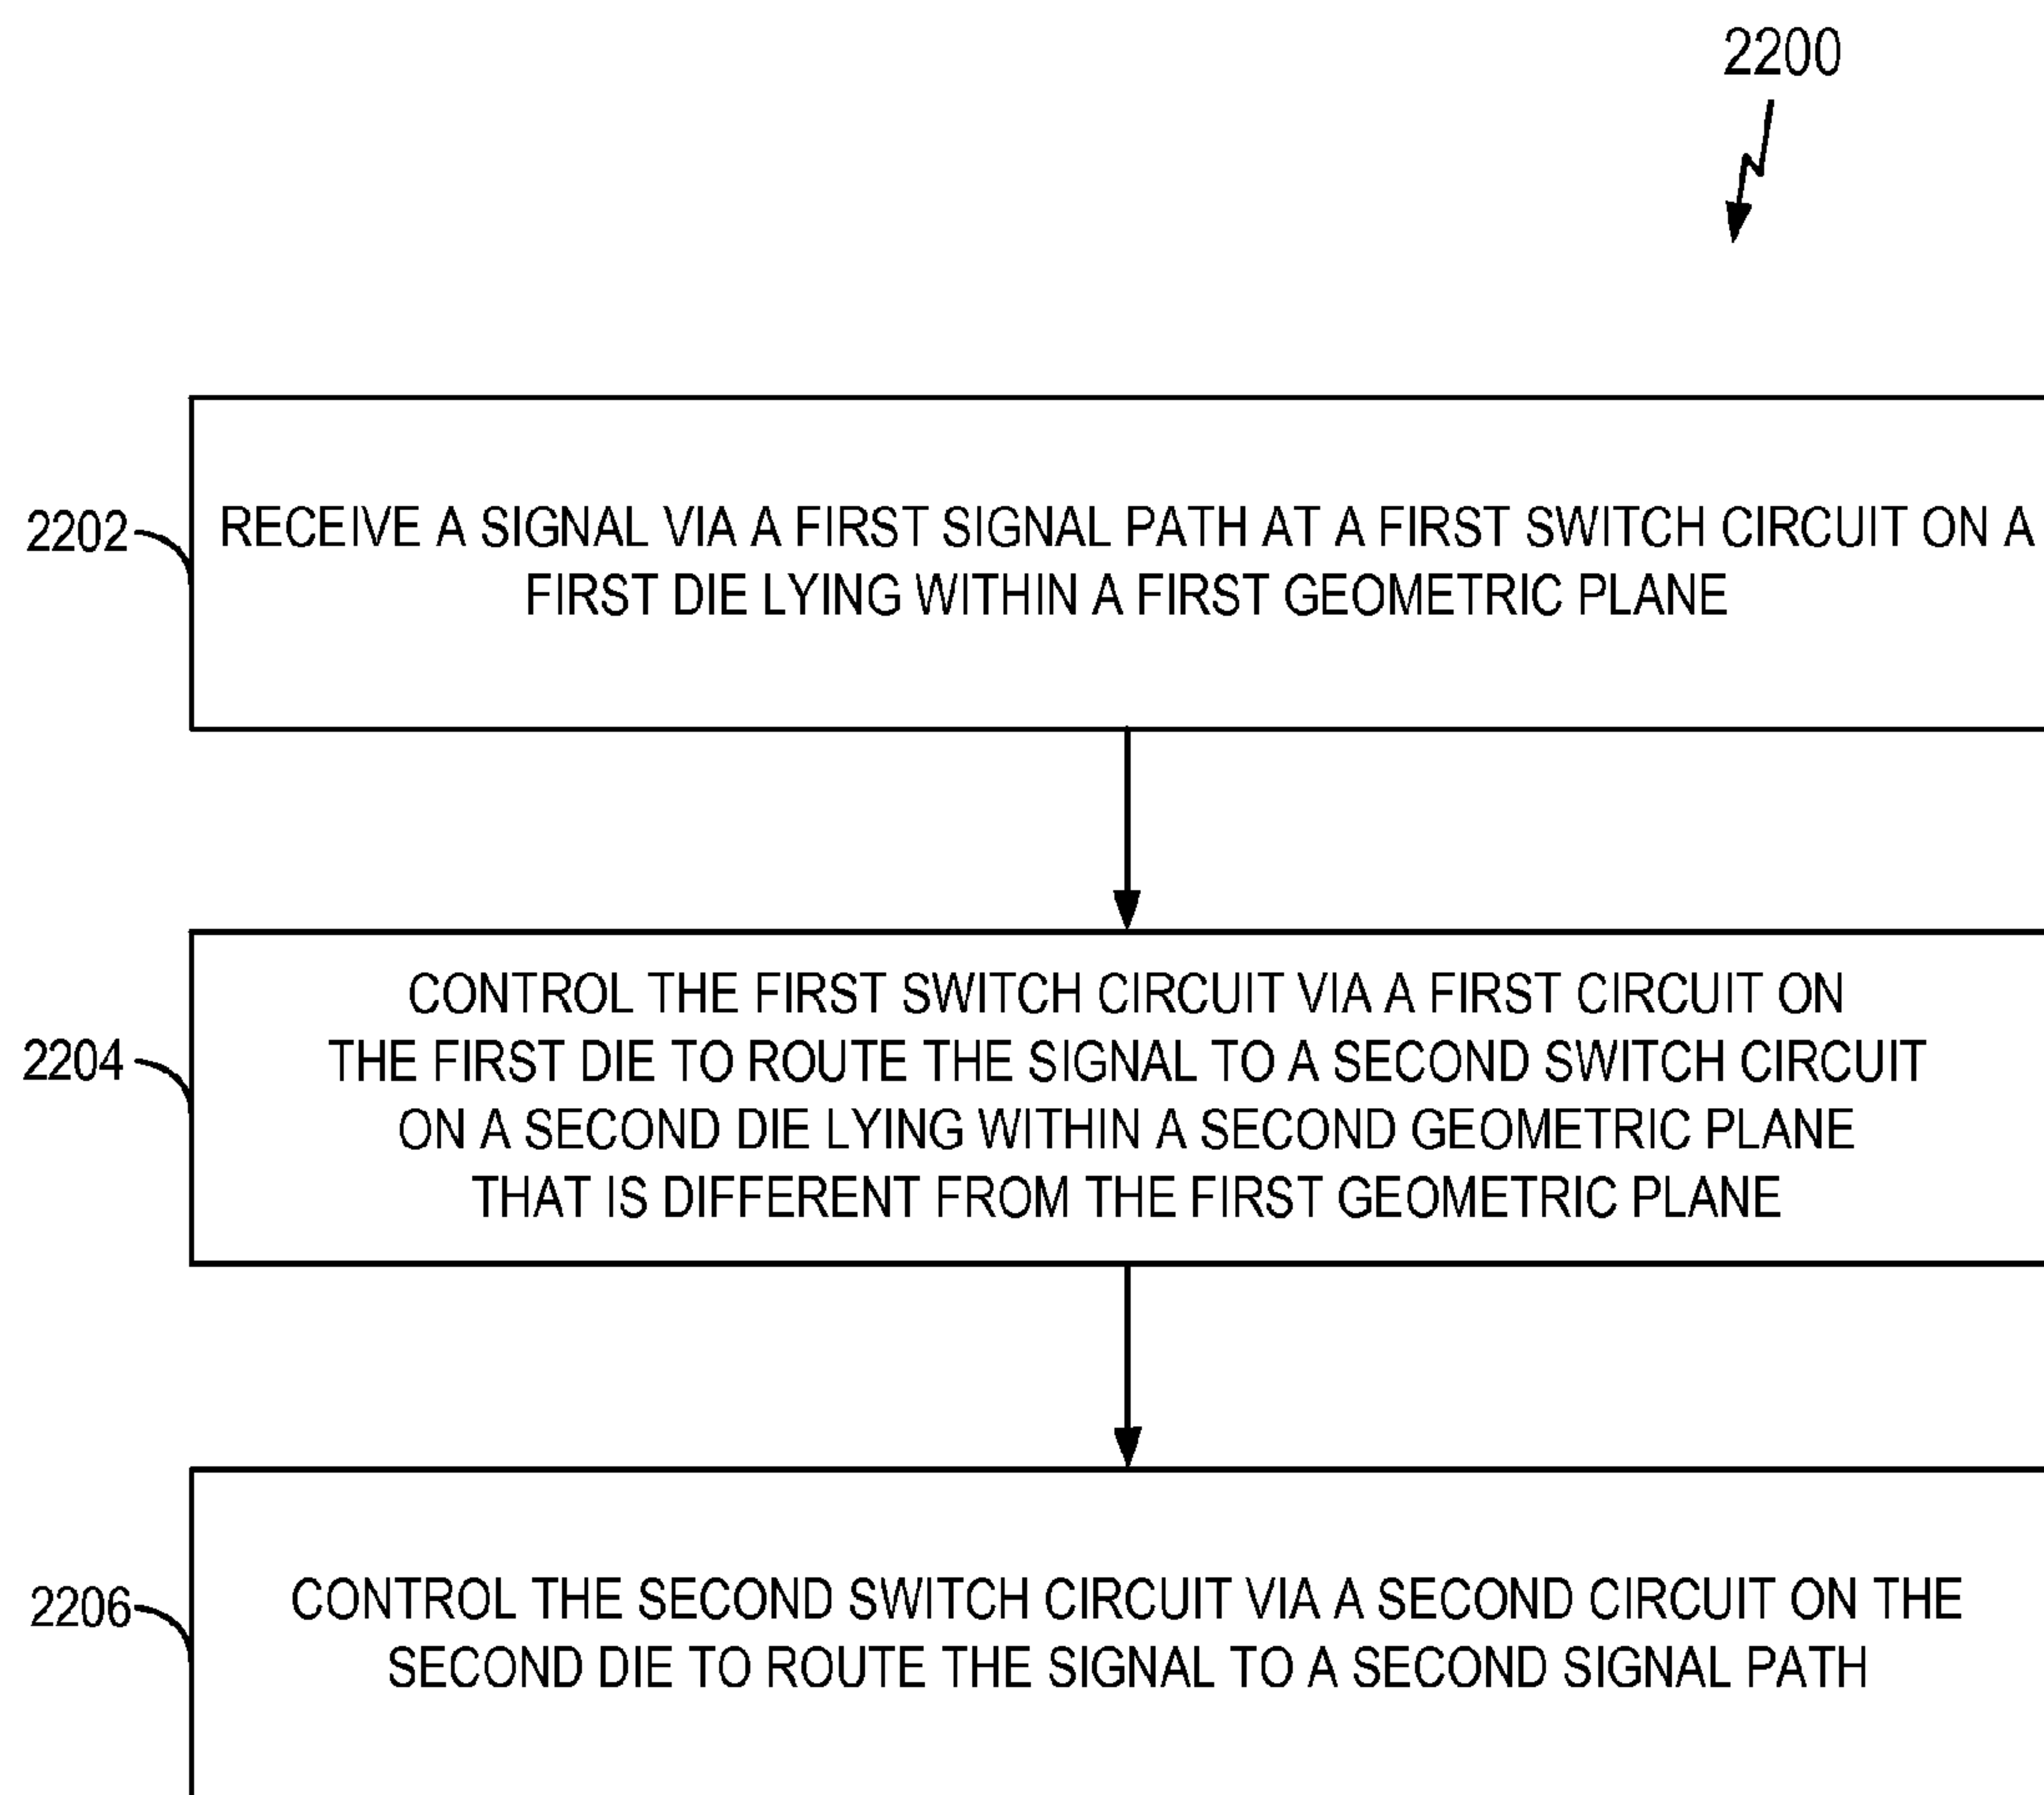 2200
2202
RECEIVE A SIGNAL VIA A FIRST SIGNAL PATH AT A FIRST SWITCH CIRCUIT ON A
FIRST DIE LYING WITHIN A FIRST GEOMETRIC PLANE
2204
CONTROL THE FIRST SWITCH CIRCUIT VIA A FIRST CIRCUIT ON
THE FIRST DIE TO ROUTE THE SIGNAL TO A SECOND SWITCH CIRCUIT
ON A SECOND DIE LYING WITHIN A SECOND GEOMETRIC PLANE
THAT IS DIFFERENT FROM THE FIRST GEOMETRIC PLANE
2206
CONTROL THE SECOND SWITCH CIRCUIT VIA A SECOND CIRCUIT ON THE
SECOND DIE TO ROUTE THE SIGNAL TO A SECOND SIGNAL PATH